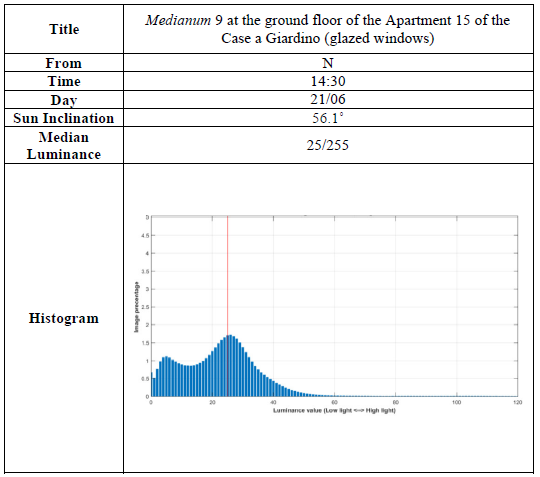 Title
Medianum 9 at the ground floor of the Apartment 15 of the
Case a Giardino (glazed windows)
From
N
Time
14:30
Day
21/06
Sun Inclination
56.1˚
Median
Luminance
25/255
Histogram
Image precentage
5
4.5
4
3.5
3
2.5
2
1.5
1
0.5
0
0 20 40 60 80 100 120
Luminance value (Low light <--> High light)